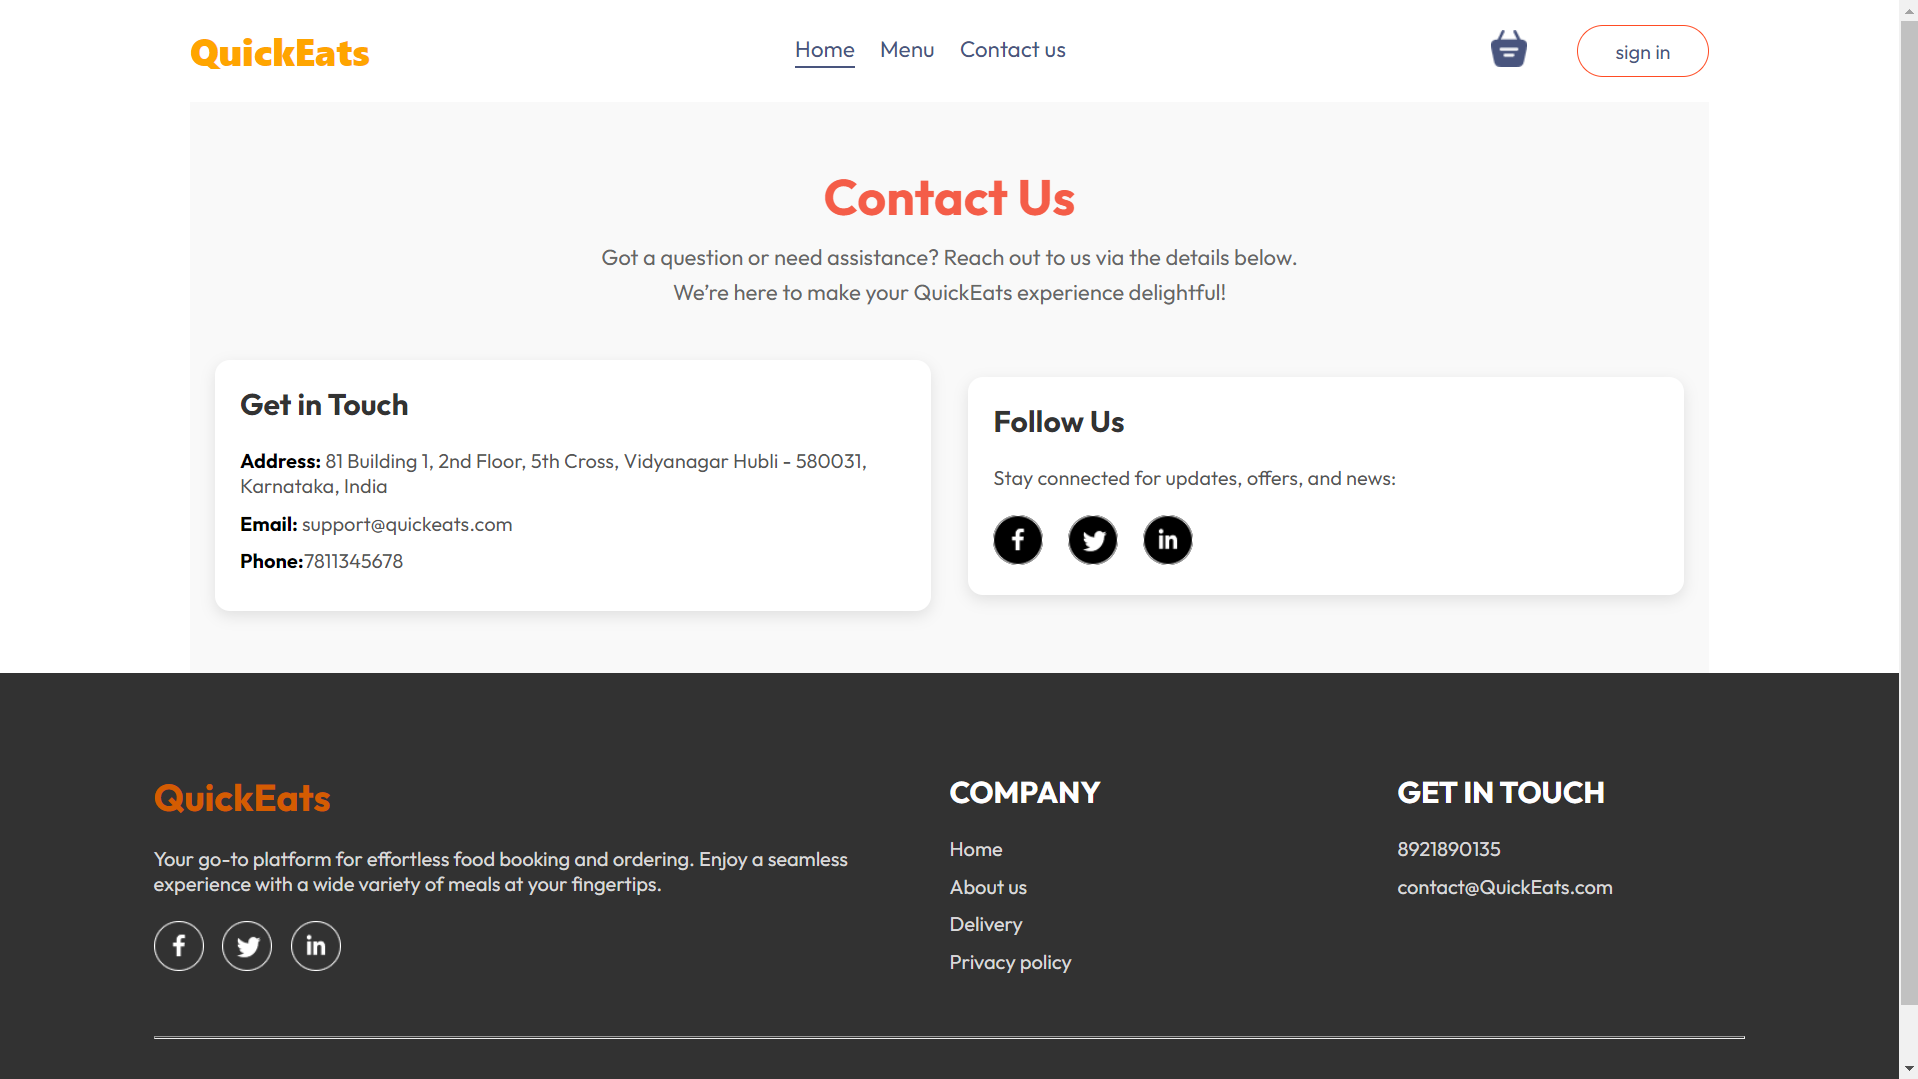 QuickEats
Home
Menu
Contact us
sign in
Contact Us
Got a question or need assistance? Reach out to us via the details below.
We’re here to make your QuickEats experience delightful!
Get in Touch
Address: 81 Building 1, 2nd Floor, 5th Cross, Vidyanagar Hubli - 580031,
Karnataka, India
Email: support@quickeats.com
Phone:7811345678
Follow Us
Stay connected for updates, offers, and news:
QuickEats
Your go-to platform for effortless food booking and ordering. Enjoy a seamless
experience with a wide variety of meals at your fingertips.
COMPANY
Home
About us
Delivery
Privacy policy
GET IN TOUCH
8921890135
contact@QuickEats.com